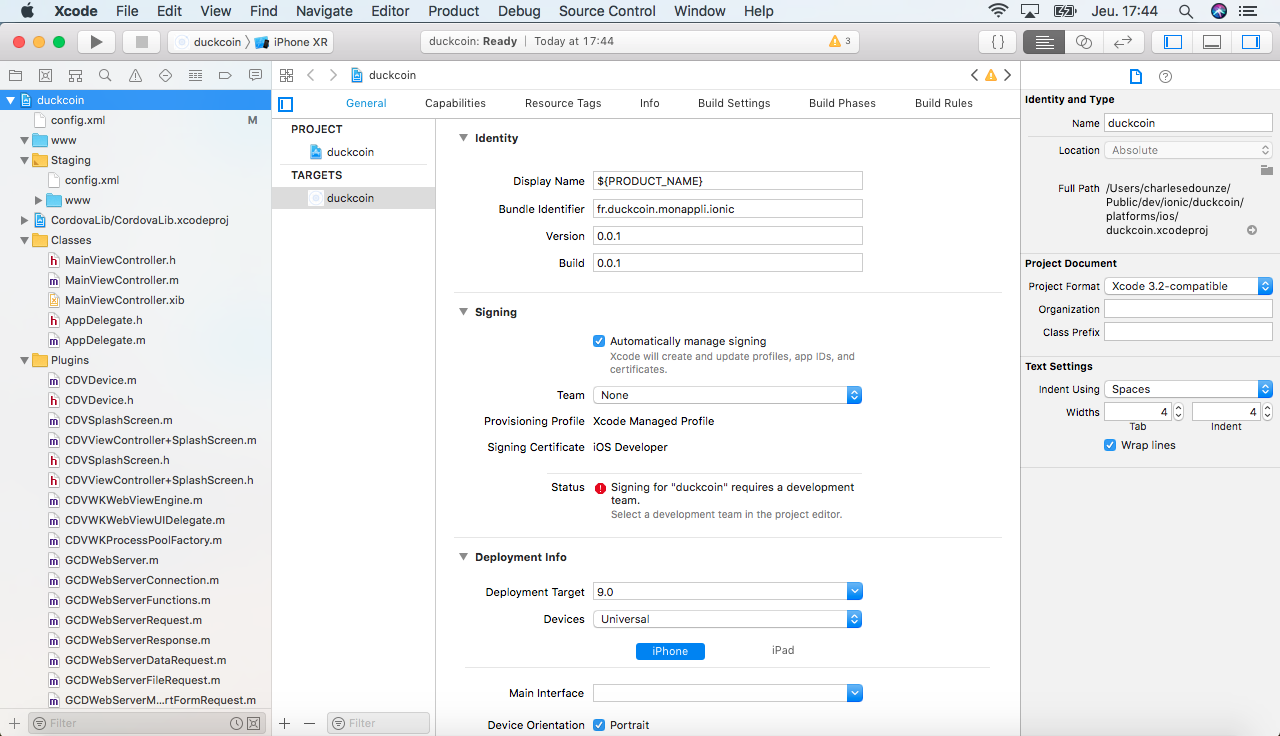 Xcode File Edit View Find Navigate Editor Product Debug Source Control Window Help Jeu. 17:44
duckcoin iPhone XR duckcoin: Ready | Today at 17:44 3 {}
duckcoin
General Capabilities Resource Tags Info Build Settings Build Phases Build Rules
duckcoin
config.xml M
www
Staging
config.xml
www
CordovaLib/CordovaLib.xcodeproj
Classes
MainViewController.h
MainViewController.m
MainViewController.xib
AppDelegate.h
AppDelegate.m
Plugins
CDVDevice.m
CDVDevice.h
CDVSplashScreen.m
CDVViewController+SplashScreen.m
CDVSplashScreen.h
CDVViewController+SplashScreen.h
CDVWKWebViewEngine.m
CDVWKWebViewUIDelegate.m
CDVWKProcessPoolFactory.m
GCDWebServer.m
GCDWebServerConnection.m
GCDWebServerFunctions.m
GCDWebServerRequest.m
GCDWebServerResponse.m
GCDWebServerDataRequest.m
GCDWebServerFileRequest.m
GCDWebServerM...rtFormRequest.m
Filter
PROJECT
duckcoin
TARGETS
duckcoin
Filter
Identity
Display Name ${PRODUCT_NAME}
Bundle Identifier fr.duckcoin.monappli.ionic
Version 0.0.1
Build 0.0.1
Signing
Automatically manage signing
Xcode will create and update profiles, app IDs, and
certificates.
Team None
Provisioning Profile Xcode Managed Profile
Signing Certificate iOS Developer
Status Signing for "duckcoin" requires a development
team.
Select a development team in the project editor.
Deployment Info
Deployment Target 9.0
Devices Universal
iPhone iPad
Main Interface
Device Orientation Portrait
Identity and Type
Name duckcoin
Location Absolute
Full Path /Users/charlesedounze/
Public/dev/ionic/duckcoin/
platforms/ios/
duckcoin.xcodeproj
Project Document
Project Format Xcode 3.2-compatible
Organization
Class Prefix
Text Settings
Indent Using Spaces
Widths 4 4
Tab Indent
Wrap lines